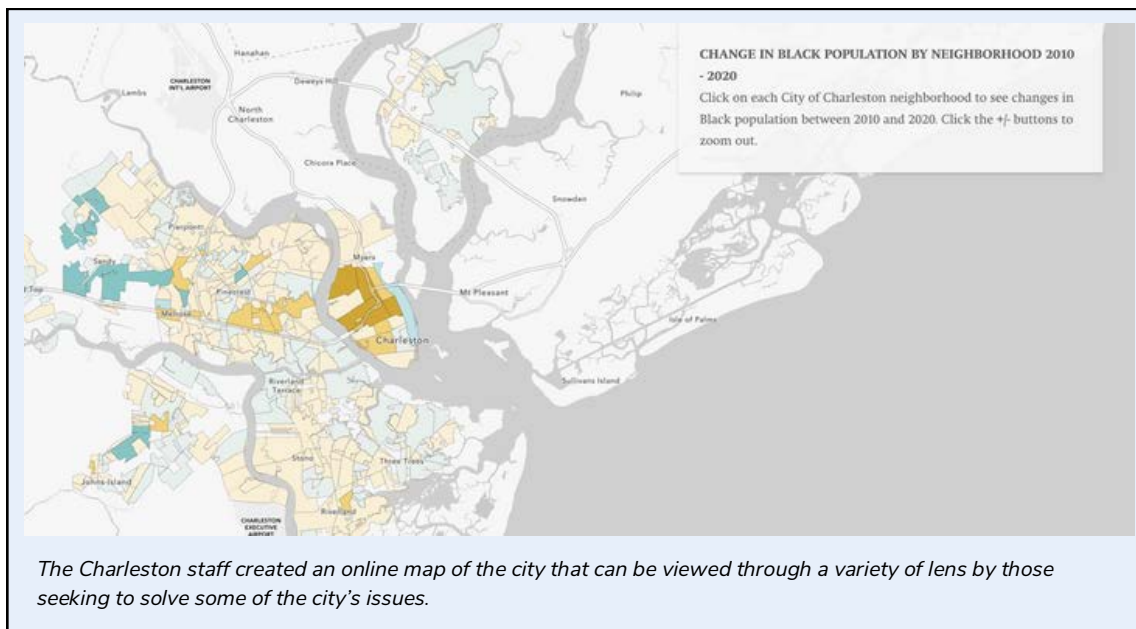 CHANGE IN BLACK POPULATION BY NEIGHBORHOOD 2010
- 2020
Click on each City of Charleston neighborhood to see changes in
Black population between 2010 and 2020. Click the +/- buttons to
zoom out.
Hanahan
CHARLESTON
INT'L AIRPORT
Deweys Hill
Lambs
North
Charleston
Philip
Chicora Place
Snowden
Pierpont
Myers
Sandy
t Top
Pinecrest
Mt Pleasant
Melrose
Isle of Palms
Charleston
Sullivans Island
Riverland
Terrace
Stono
Three Trees
Johns Island
Riverland
CHARLESTON
EXECUTIVE
AIRPORT
The Charleston staff created an online map of the city that can be viewed through a variety of lens by those
seeking to solve some of the city's issues.